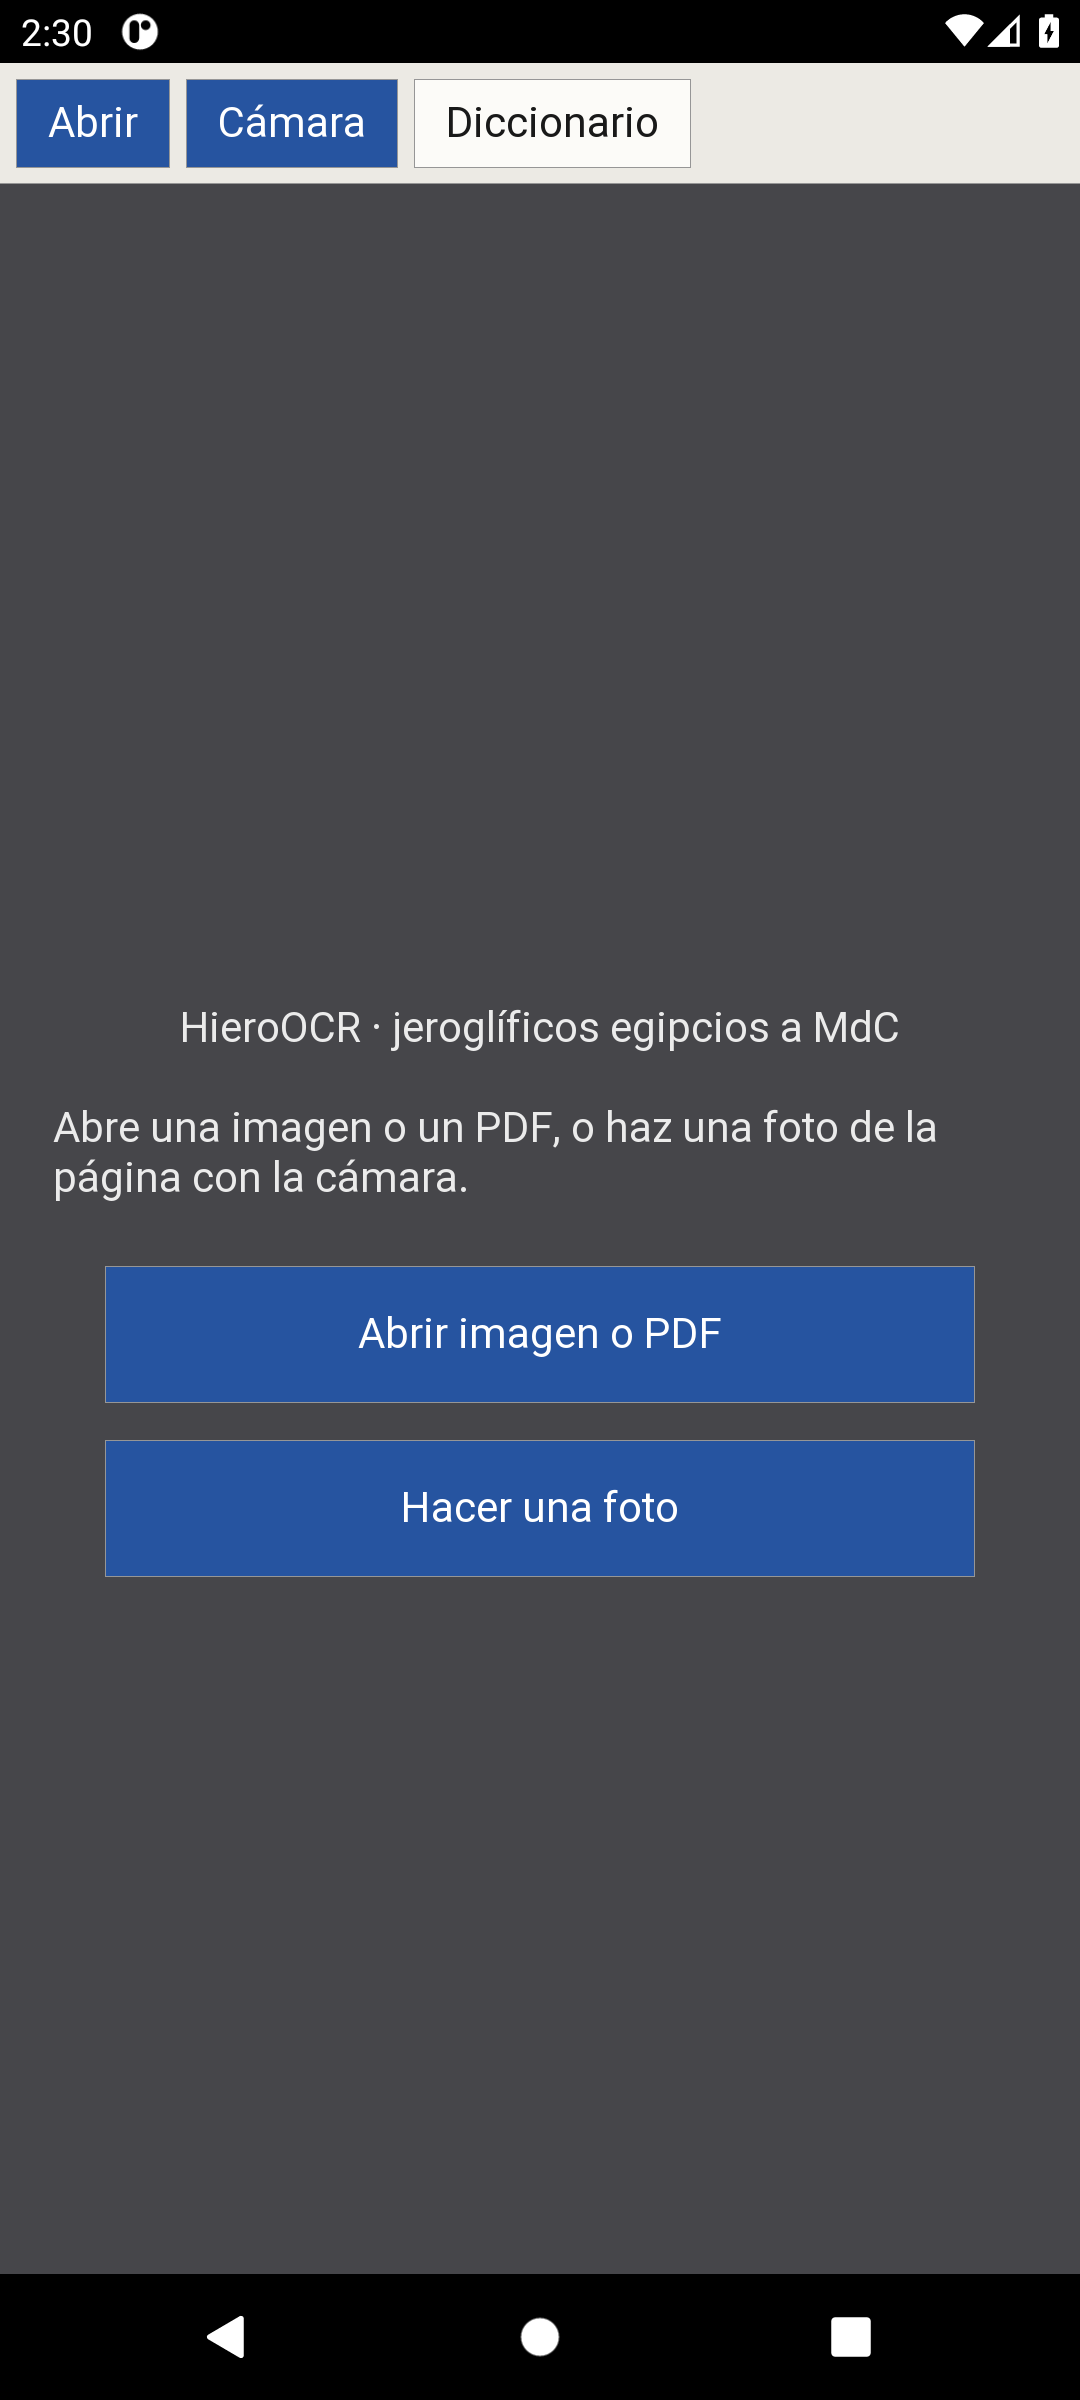 2:30
Abrir
Cámara
Diccionario
HieroOCR · jeroglíficos egipcios a MdC
Abre una imagen o un PDF, o haz una foto de la
página con la cámara.
Abrir imagen o PDF
Hacer una foto